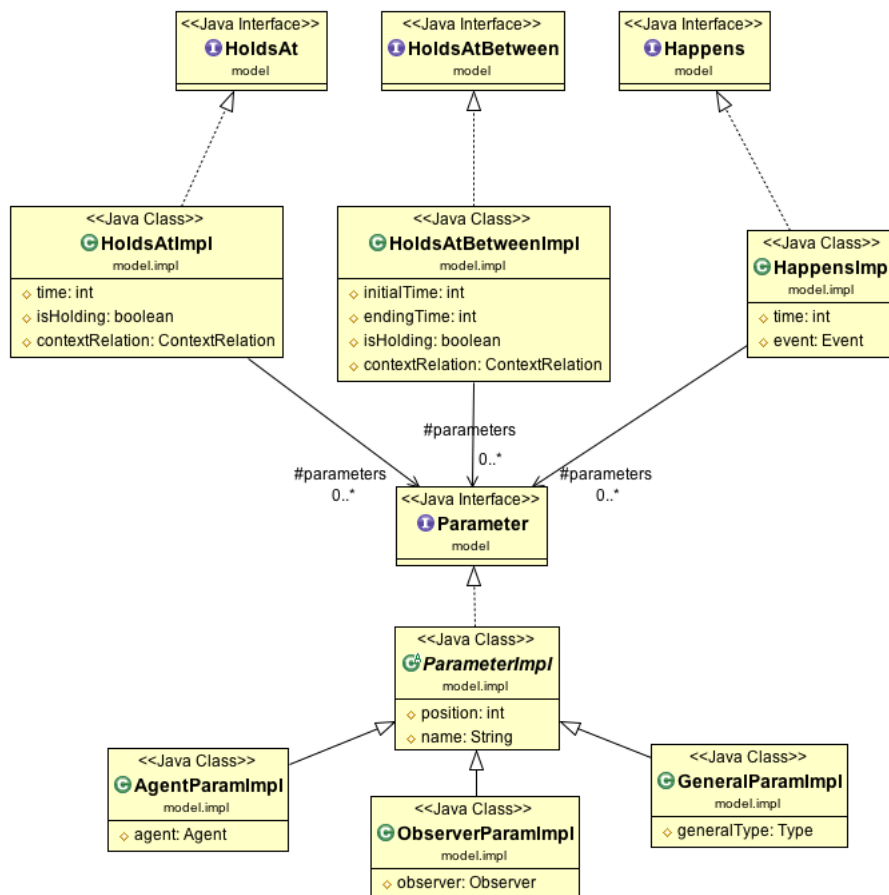 <<Java Interface>>
HoldsAt
model
<<Java Interface>>
HoldsAtBetween
model
<<Java Interface>>
Happens
model
<<Java Class>>
HoldsAtImpl
model.impl
time: int
isHolding: boolean
contextRelation: ContextRelation
<<Java Class>>
HoldsAtBetweenImpl
model.impl
initialTime: int
endingTime: int
isHolding: boolean
contextRelation: ContextRelation
<<Java Class>>
HappensImpl
model.impl
time: int
event: Event
#parameters
0..*
#parameters
0..*
#parameters
0..*
<<Java Interface>>
Parameter
model
<<Java Class>>
ParameterImpl
model.impl
position: int
name: String
<<Java Class>>
AgentParamImpl
model.impl
agent: Agent
<<Java Class>>
ObserverParamImpl
model.impl
observer: Observer
<<Java Class>>
GeneralParamImpl
model.impl
generalType: Type